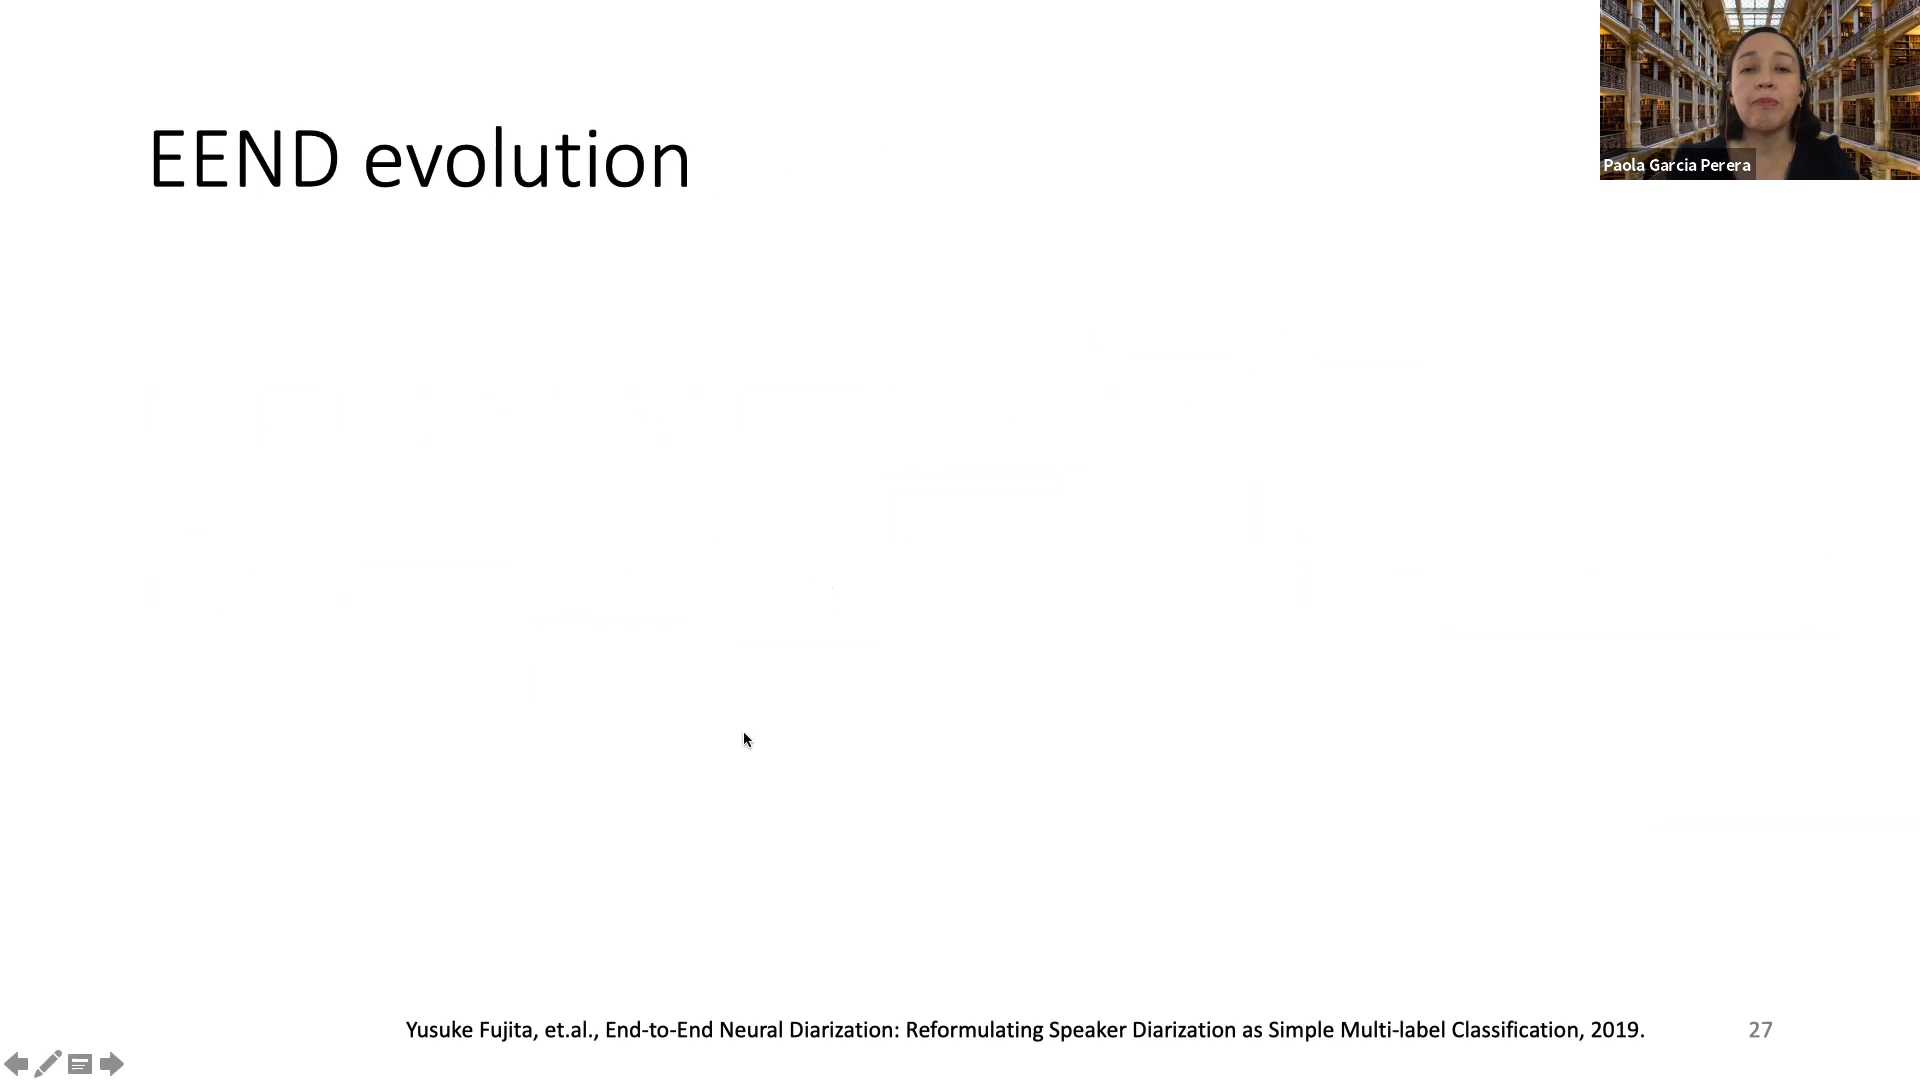 EEND evolution
Paola Garcia Perera
Yusuke Fujita, et.al., End-to-End Neural Diarization: Reformulating Speaker Diarization as Simple Multi-label Classification, 2019.
27